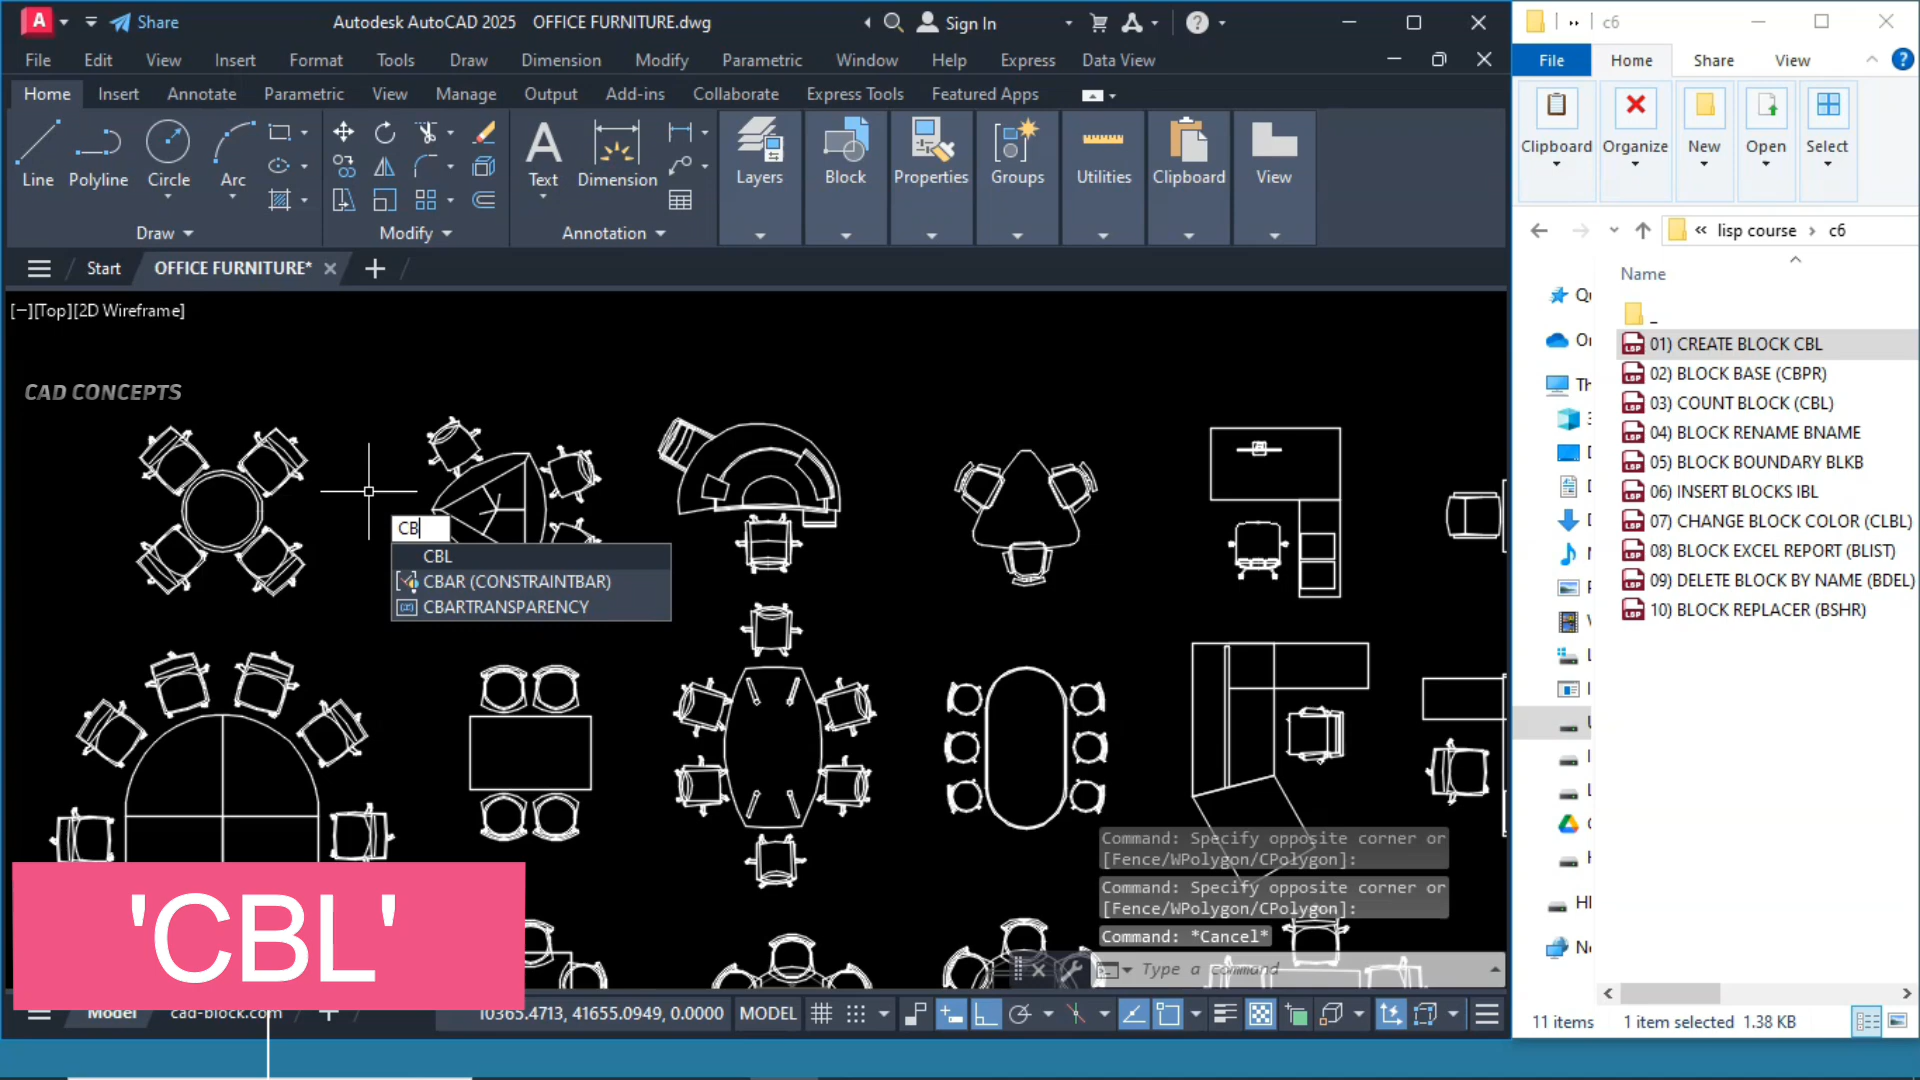 A
Share
Autodesk AutoCAD 2025 OFFICE FURNITURE.dwg
Sign In
File Edit View Insert Format Tools Draw Dimension Modify Parametric Window Help Express Data View
Home Insert Annotate Parametric View Manage Output Add-ins Collaborate Express Tools Featured Apps
Line Polyline Circle Arc
Text Dimension
Layers Block Properties Groups Utilities Clipboard View
Draw Modify Annotation
Start OFFICE FURNITURE*
[−][Top][2D Wireframe]
CAD CONCEPTS
CB
CBL
CBAR (CONSTRAINTBAR)
CBARTRANSPARENCY
Command: Specify opposite corner or
[Fence/WPolygon/CPolygon]:
Command: Specify opposite corner or
[Fence/WPolygon/CPolygon]:
Command: *Cancel*
Type a command
'CBL'
Model cad-block.com
10365.4713, 41655.0949, 0.0000 MODEL
c6
File Home Share View
Clipboard Organize New Open Select
« lisp course › c6
Name
_
01) CREATE BLOCK CBL
02) BLOCK BASE (CBPR)
03) COUNT BLOCK (CBL)
04) BLOCK RENAME BNAME
05) BLOCK BOUNDARY BLKB
06) INSERT BLOCKS IBL
07) CHANGE BLOCK COLOR (CLBL)
08) BLOCK EXCEL REPORT (BLIST)
09) DELETE BLOCK BY NAME (BDEL)
10) BLOCK REPLACER (BSHR)
11 items 1 item selected 1.38 KB